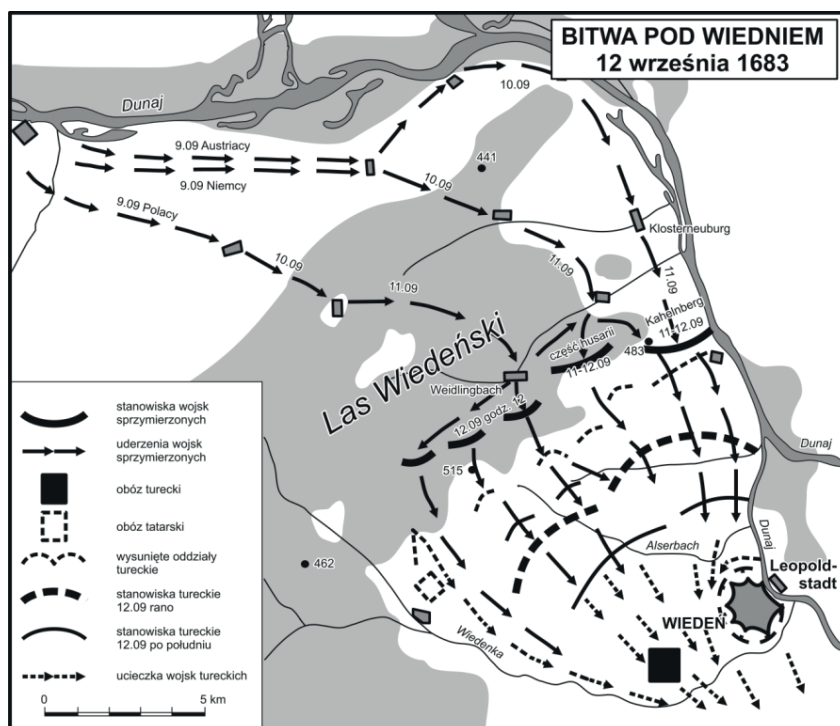 BITWA POD WIEDNIEM
12 września 1683
Dunaj
10.09
9.09 Austriacy
9.09 Niemcy
441
10.09
9.09 Polacy
Klosterneuburg
10.09
11.09
11.09
11.09
Kahelnberg
11-12.09
część husarii
483
11-12.09
Las Wiedeński
Weidlingbach
12.09 godz. 12
515
Dunaj
Dunaj
Alserbach
462
Leopold-
stadt
WIEDEŃ
Wiedenka
stanowiska wojsk
sprzymierzonych
uderzenia wojsk
sprzymierzonych
obóz turecki
obóz tatarski
wysunięte oddziały
tureckie
stanowiska tureckie
12.09 rano
stanowiska tureckie
12.09 po południu
ucieczka wojsk tureckich
0 5 km